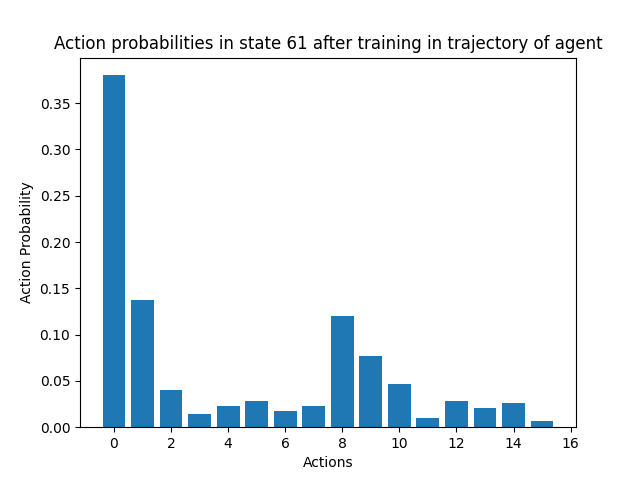 Action probabilities in state 61 after training in trajectory of agent
Action Probability
0.35
0.30
0.25
0.20
0.15
0.10
0.05
0.00
0 2 4 6 8 10 12 14 16
Actions